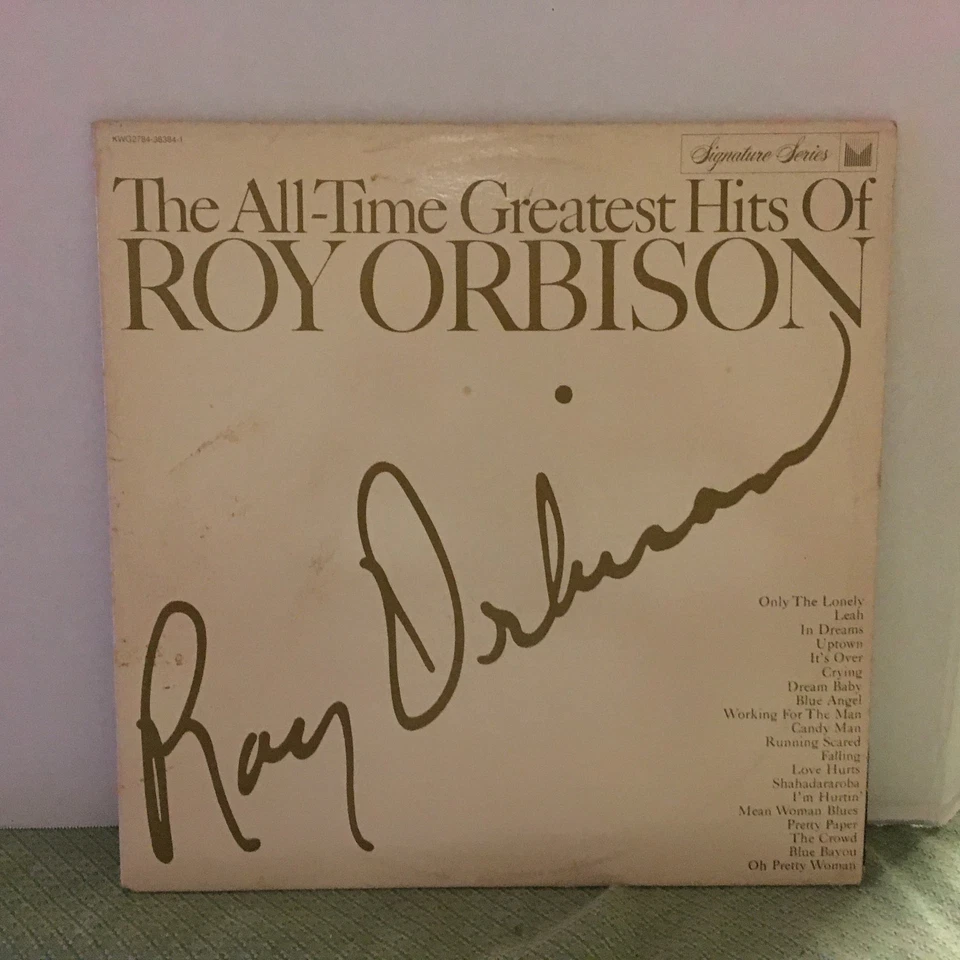 KWG2784-38384-1
Signature Series
The All-Time Greatest Hits Of
ROY ORBISON
Roy Orbison
Only The Lonely
Leah
In Dreams
Uptown
It's Over
Crying
Dream Baby
Blue Angel
Working For The Man
Candy Man
Running Scared
Falling
Love Hurts
Shahadararoba
I'm Hurtin'
Mean Woman Blues
Pretty Paper
The Crowd
Blue Bayou
Oh Pretty Woman